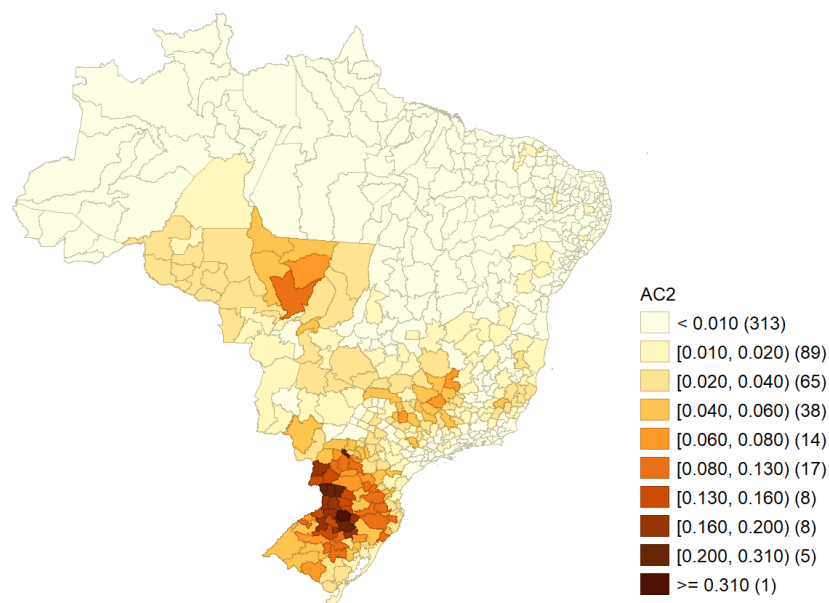 AC2
< 0.010 (313)
[0.010, 0.020) (89)
[0.020, 0.040) (65)
[0.040, 0.060) (38)
[0.060, 0.080) (14)
[0.080, 0.130) (17)
[0.130, 0.160) (8)
[0.160, 0.200) (8)
[0.200, 0.310) (5)
>= 0.310 (1)